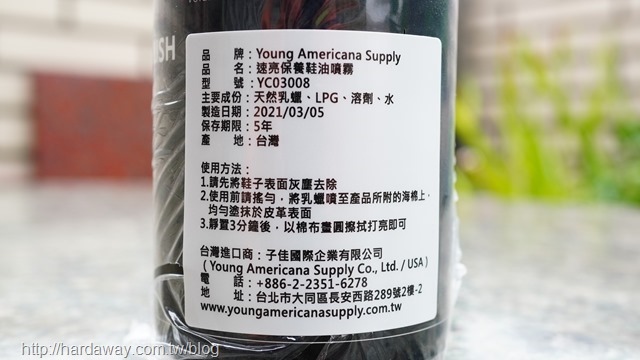 SH
品　　牌：Young Americana Supply
品　　名：速亮保養鞋油噴霧
型　　號：YC03008
主要成份：天然乳蠟、LPG、溶劑、水
製造日期：2021/03/05
保存期限：5年
產　　地：台灣
使用方法：
1.請先將鞋子表面灰塵去除
2.使用前請搖勻，將乳蠟噴至產品所附的海棉上，
均勻塗抹於皮革表面
3.靜置3分鐘後，以棉布畫圓擦拭打亮即可
台灣進口商：子佳國際企業有限公司
（Young Americana Supply Co., Ltd. / USA）
電　　話：+886-2-2351-6278
地　　址：台北市大同區長安西路289號2樓-2
www.youngamericanasupply.com.tw
http://hardaway.com.tw/blog